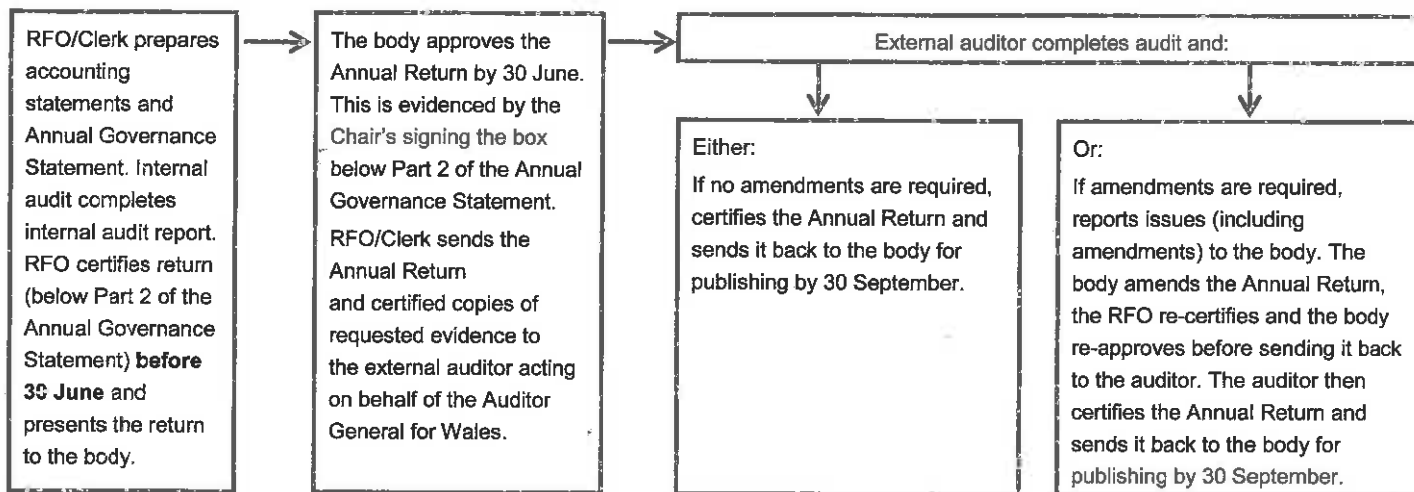 RFO/Clerk prepares
accounting
statements and
Annual Governance
Statement. Internal
audit completes
internal audit report.
RFO certifies return
(below Part 2 of the
Annual Governance
Statement) before
30 June and
presents the return
to the body.
The body approves the
Annual Return by 30 June.
This is evidenced by the
Chair's signing the box
below Part 2 of the Annual
Governance Statement.
RFO/Clerk sends the
Annual Return
and certified copies of
requested evidence to
the external auditor acting
on behalf of the Auditor
General for Wales.
External auditor completes audit and:
Either:
If no amendments are required,
certifies the Annual Return and
sends it back to the body for
publishing by 30 September.
Or:
If amendments are required,
reports issues (including
amendments) to the body. The
body amends the Annual Return,
the RFO re-certifies and the body
re-approves before sending it back
to the auditor. The auditor then
certifies the Annual Return and
sends it back to the body for
publishing by 30 September.